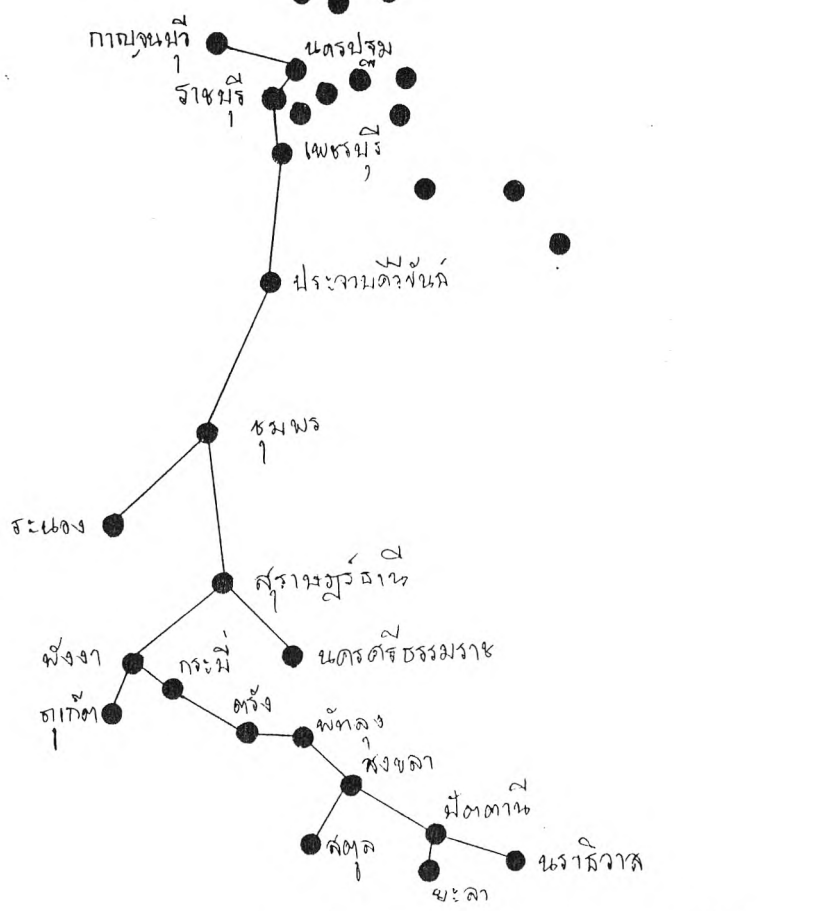 กาญจนบุรี
นครปฐม
ราชบุรี
เพชรบุรี
ประจวบคีรีขันธ์
ชุมพร
ระนอง
สุราษฎร์ธานี
พังงา
กระบี่
นครศรีธรรมราช
ภูเก็ต
ตรัง
พัทลุง
สงขลา
ปัตตานี
สตูล
นราธิวาส
ยะลา